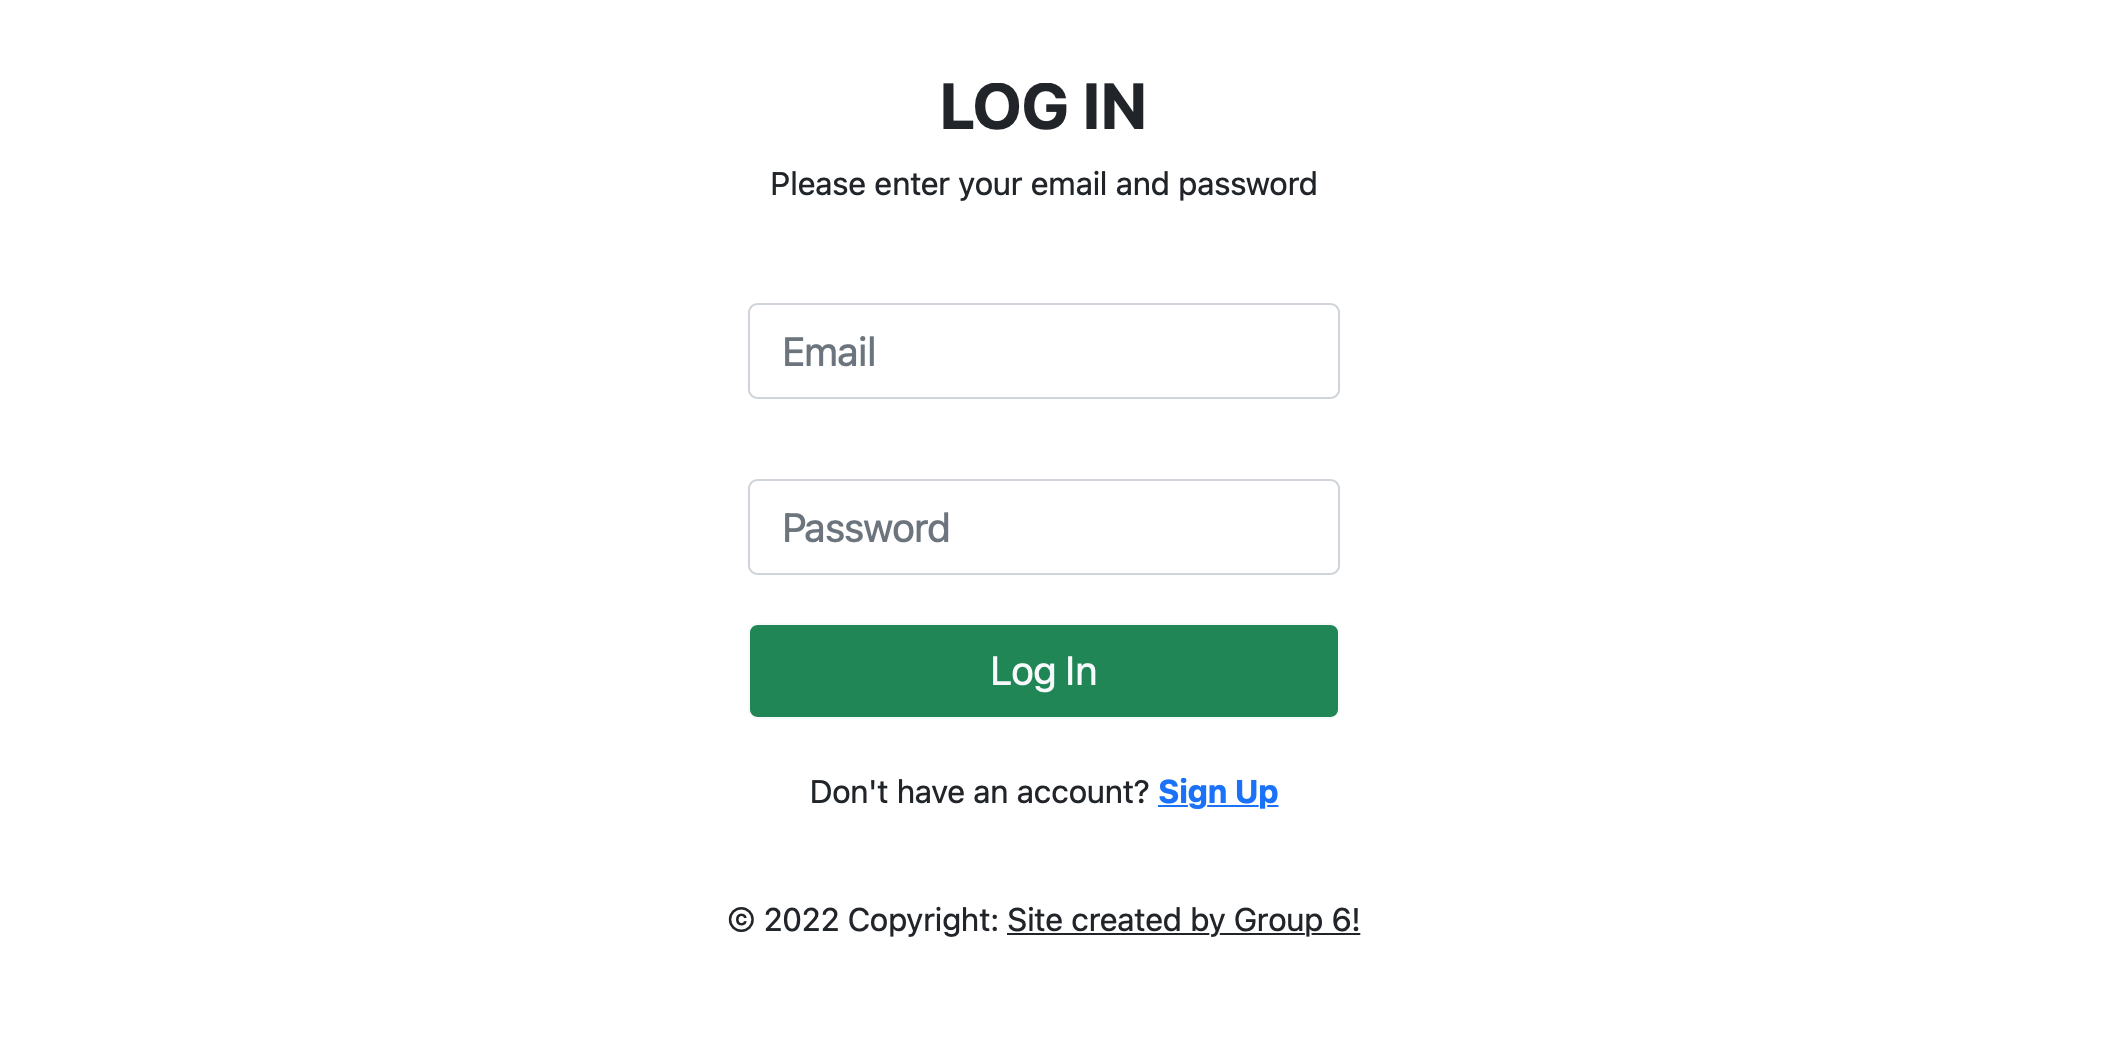 LOG IN
Please enter your email and password
Email
Password
Log In
Don't have an account? Sign Up
© 2022 Copyright: Site created by Group 6!